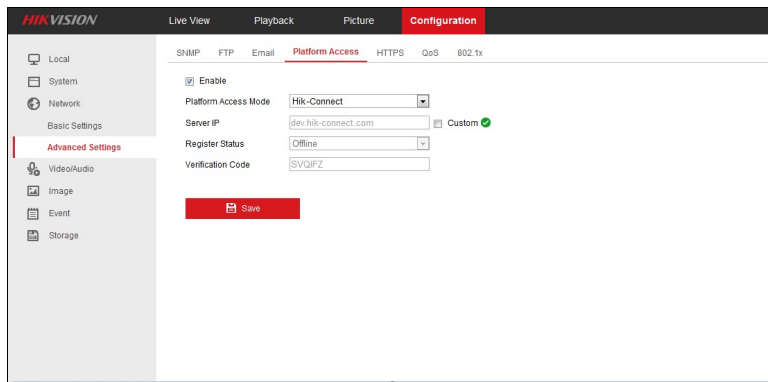 HIKVISION
Live View Playback Picture Configuration
Local
System
Network
Basic Settings
Advanced Settings
Video/Audio
Image
Event
Storage
SNMP FTP Email Platform Access HTTPS QoS 802.1x
Enable
Platform Access Mode Hik-Connect
Server IP dev.hik-connect.com Custom
Register Status Offline
Verification Code SVQIFZ
Save